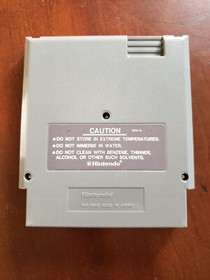 CAUTION
●DO NOT STORE IN EXTREME TEMPERATURES.
●DO NOT IMMERSE IN WATER.
●DO NOT CLEAN WITH BENZENE, THINNER,
ALCOHOL OR OTHER SUCH SOLVENTS.
Nintendo
Nintendo
MADE IN JAPAN